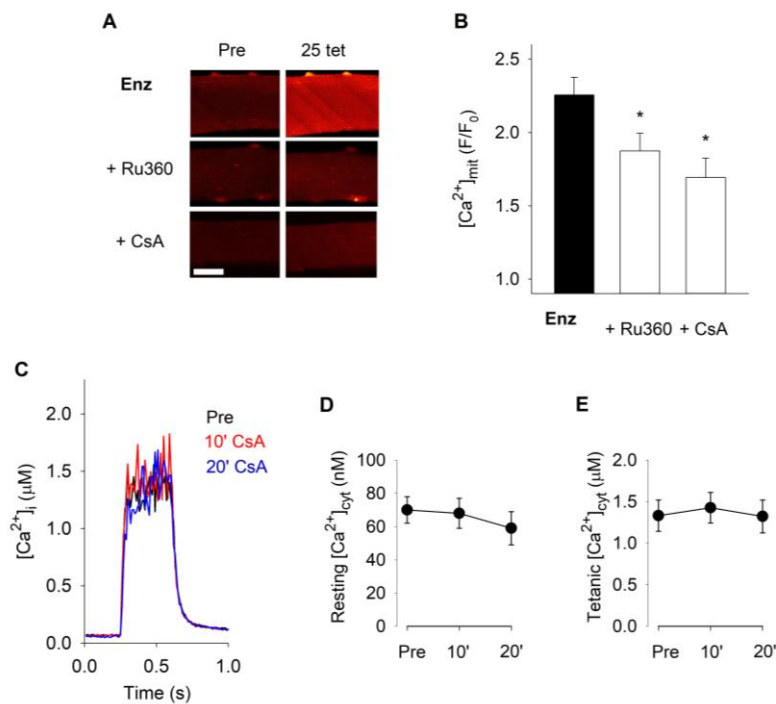 A
Pre 25 tet
Enz
+ Ru360
+ CsA
B
[Ca²⁺]mit (F/F₀)
2.5
2.0
1.5
1.0
* *
Enz + Ru360 + CsA
C
[Ca²⁺]i (μM)
2.0
1.5
1.0
0.5
0.0
Pre
10' CsA
20' CsA
0.0 0.5 1.0
Time (s)
D
Resting [Ca²⁺]cyt (nM)
100
80
60
40
20
0
Pre 10' 20'
E
Tetanic [Ca²⁺]cyt (μM)
2.0
1.5
1.0
0.5
0.0
Pre 10' 20'